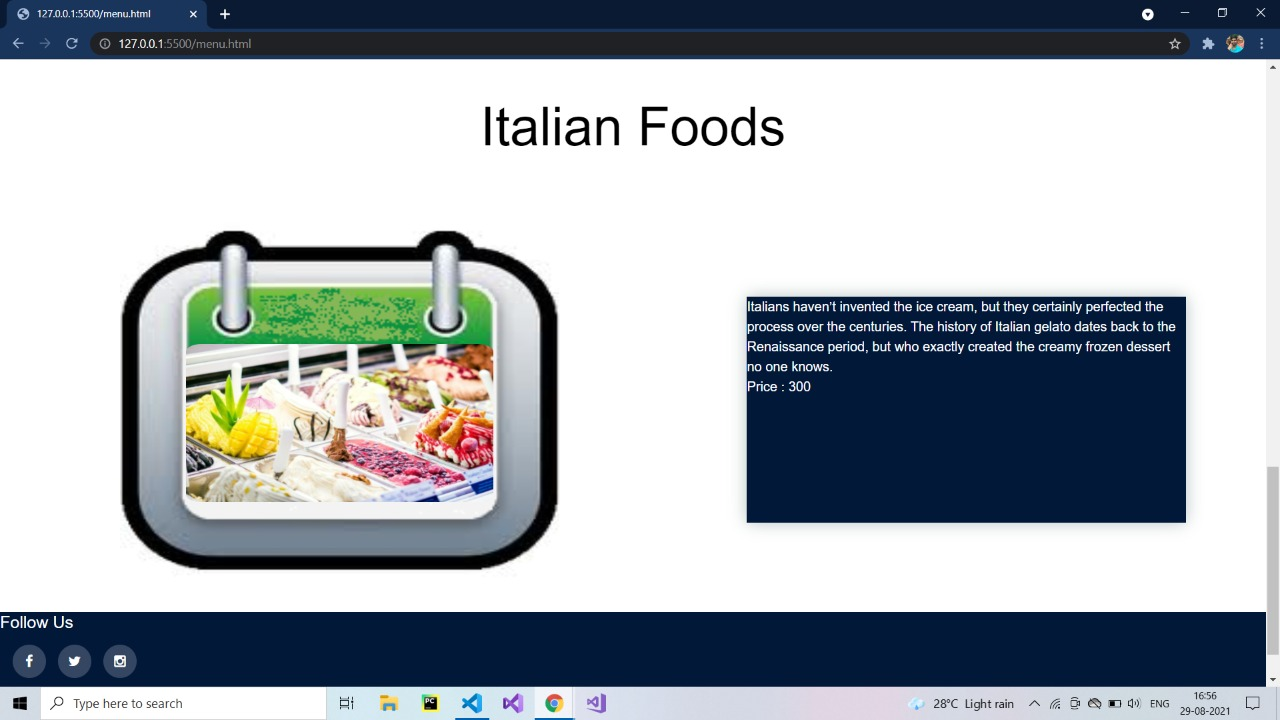 127.0.0.1:5500/menu.html
127.0.0.1:5500/menu.html
Italian Foods
Italians haven't invented the ice cream, but they certainly perfected the
process over the centuries. The history of Italian gelato dates back to the
Renaissance period, but who exactly created the creamy frozen dessert
no one knows.
Price : 300
Follow Us
Type here to search
PC
28°C Light rain
ENG
16:56
29-08-2021